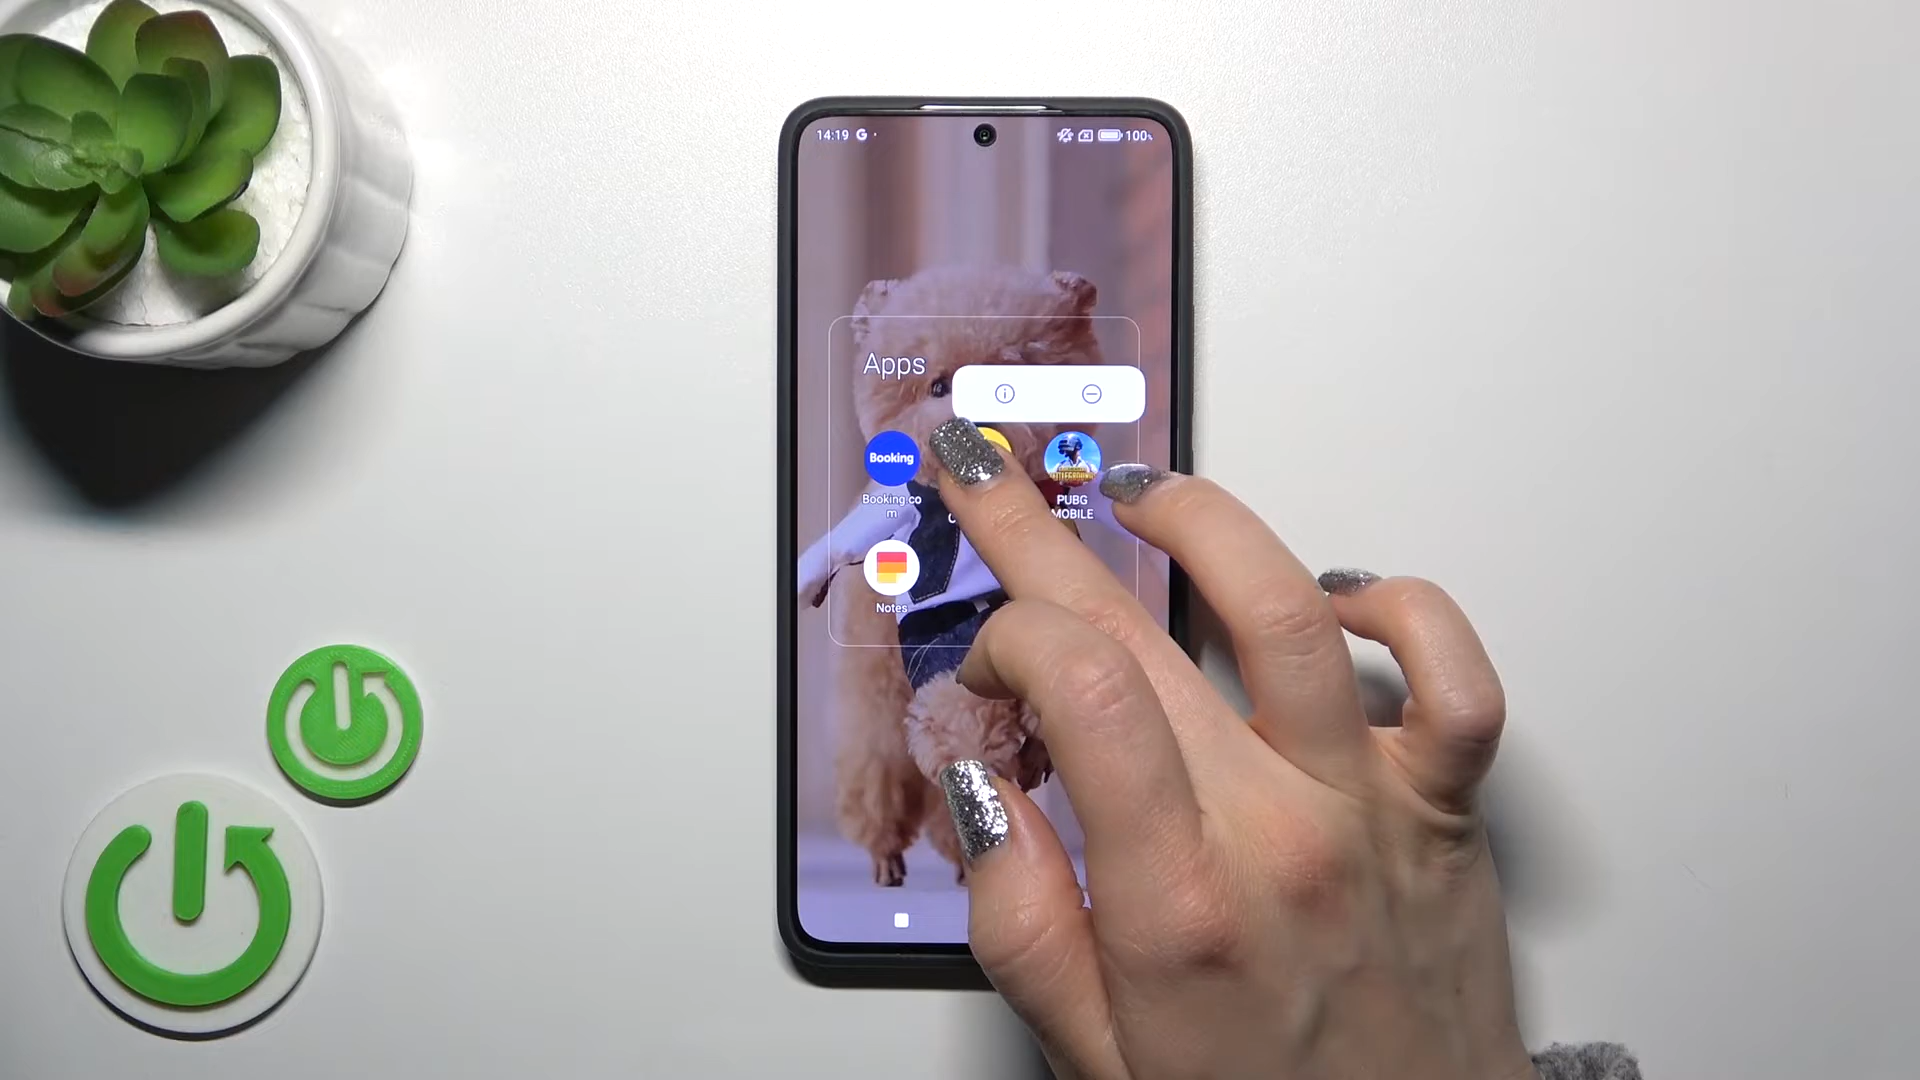 14:19 G
100%
Apps
Booking
Booking.co
m
PUBG
MOBILE
Notes